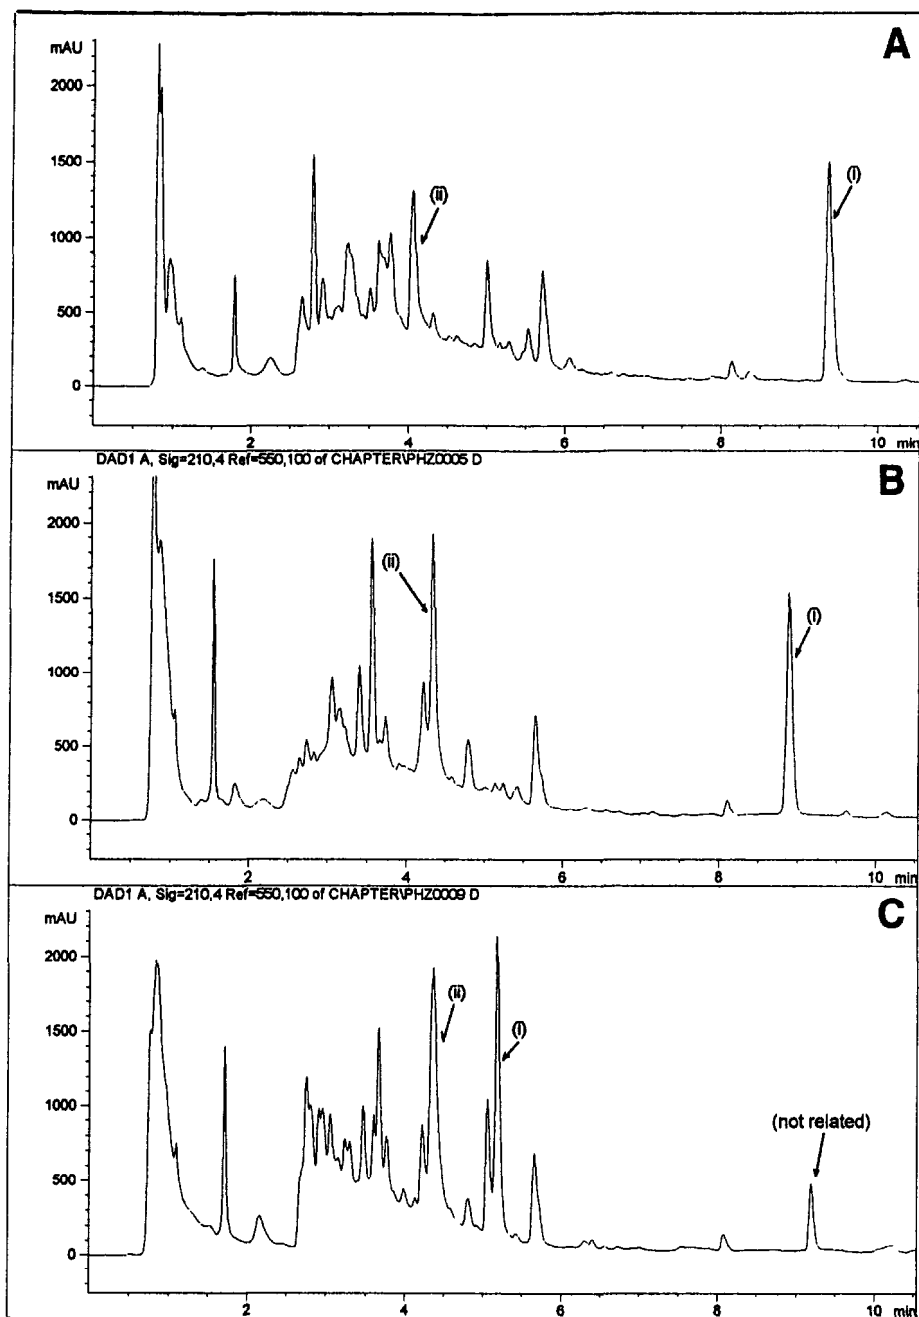 A
mAU
2000
1500
1000
500
0
(ii)
(i)
2 4 6 8 10 min
DAD1 A, Sig=210,4 Ref=550,100 of CHAPTER\PHZ0005 D
B
mAU
2000
1500
1000
500
0
(ii)
(i)
2 4 6 8 10 min
DAD1 A, Sig=210,4 Ref=550,100 of CHAPTER\PHZ0009 D
C
mAU
2000
1500
1000
500
0
(ii)
(i)
(not related)
2 4 6 8 10 min